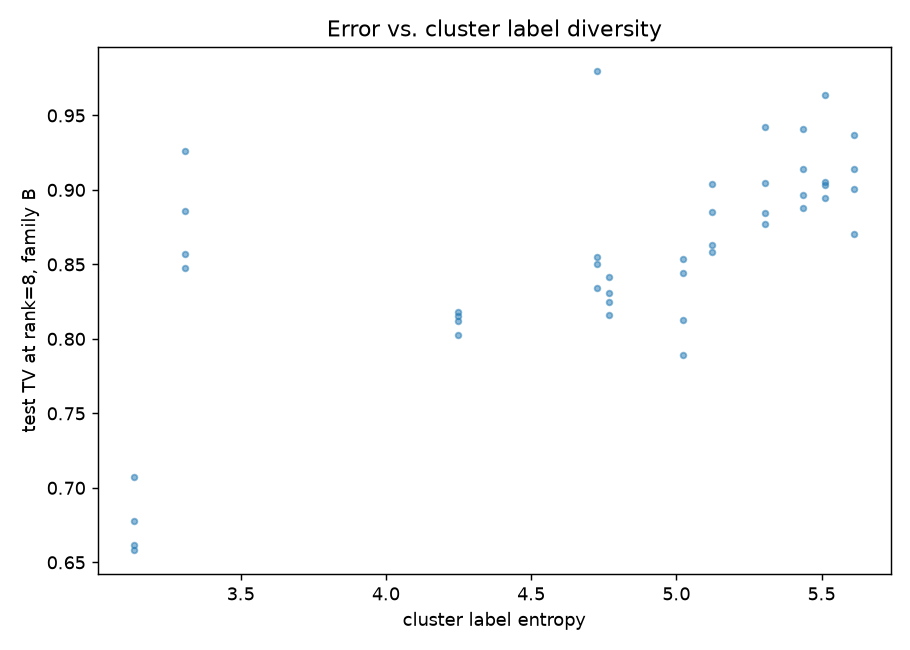 Error vs. cluster label diversity
test TV at rank=8, family B
0.95
0.90
0.85
0.80
0.75
0.70
0.65
3.5 4.0 4.5 5.0 5.5
cluster label entropy